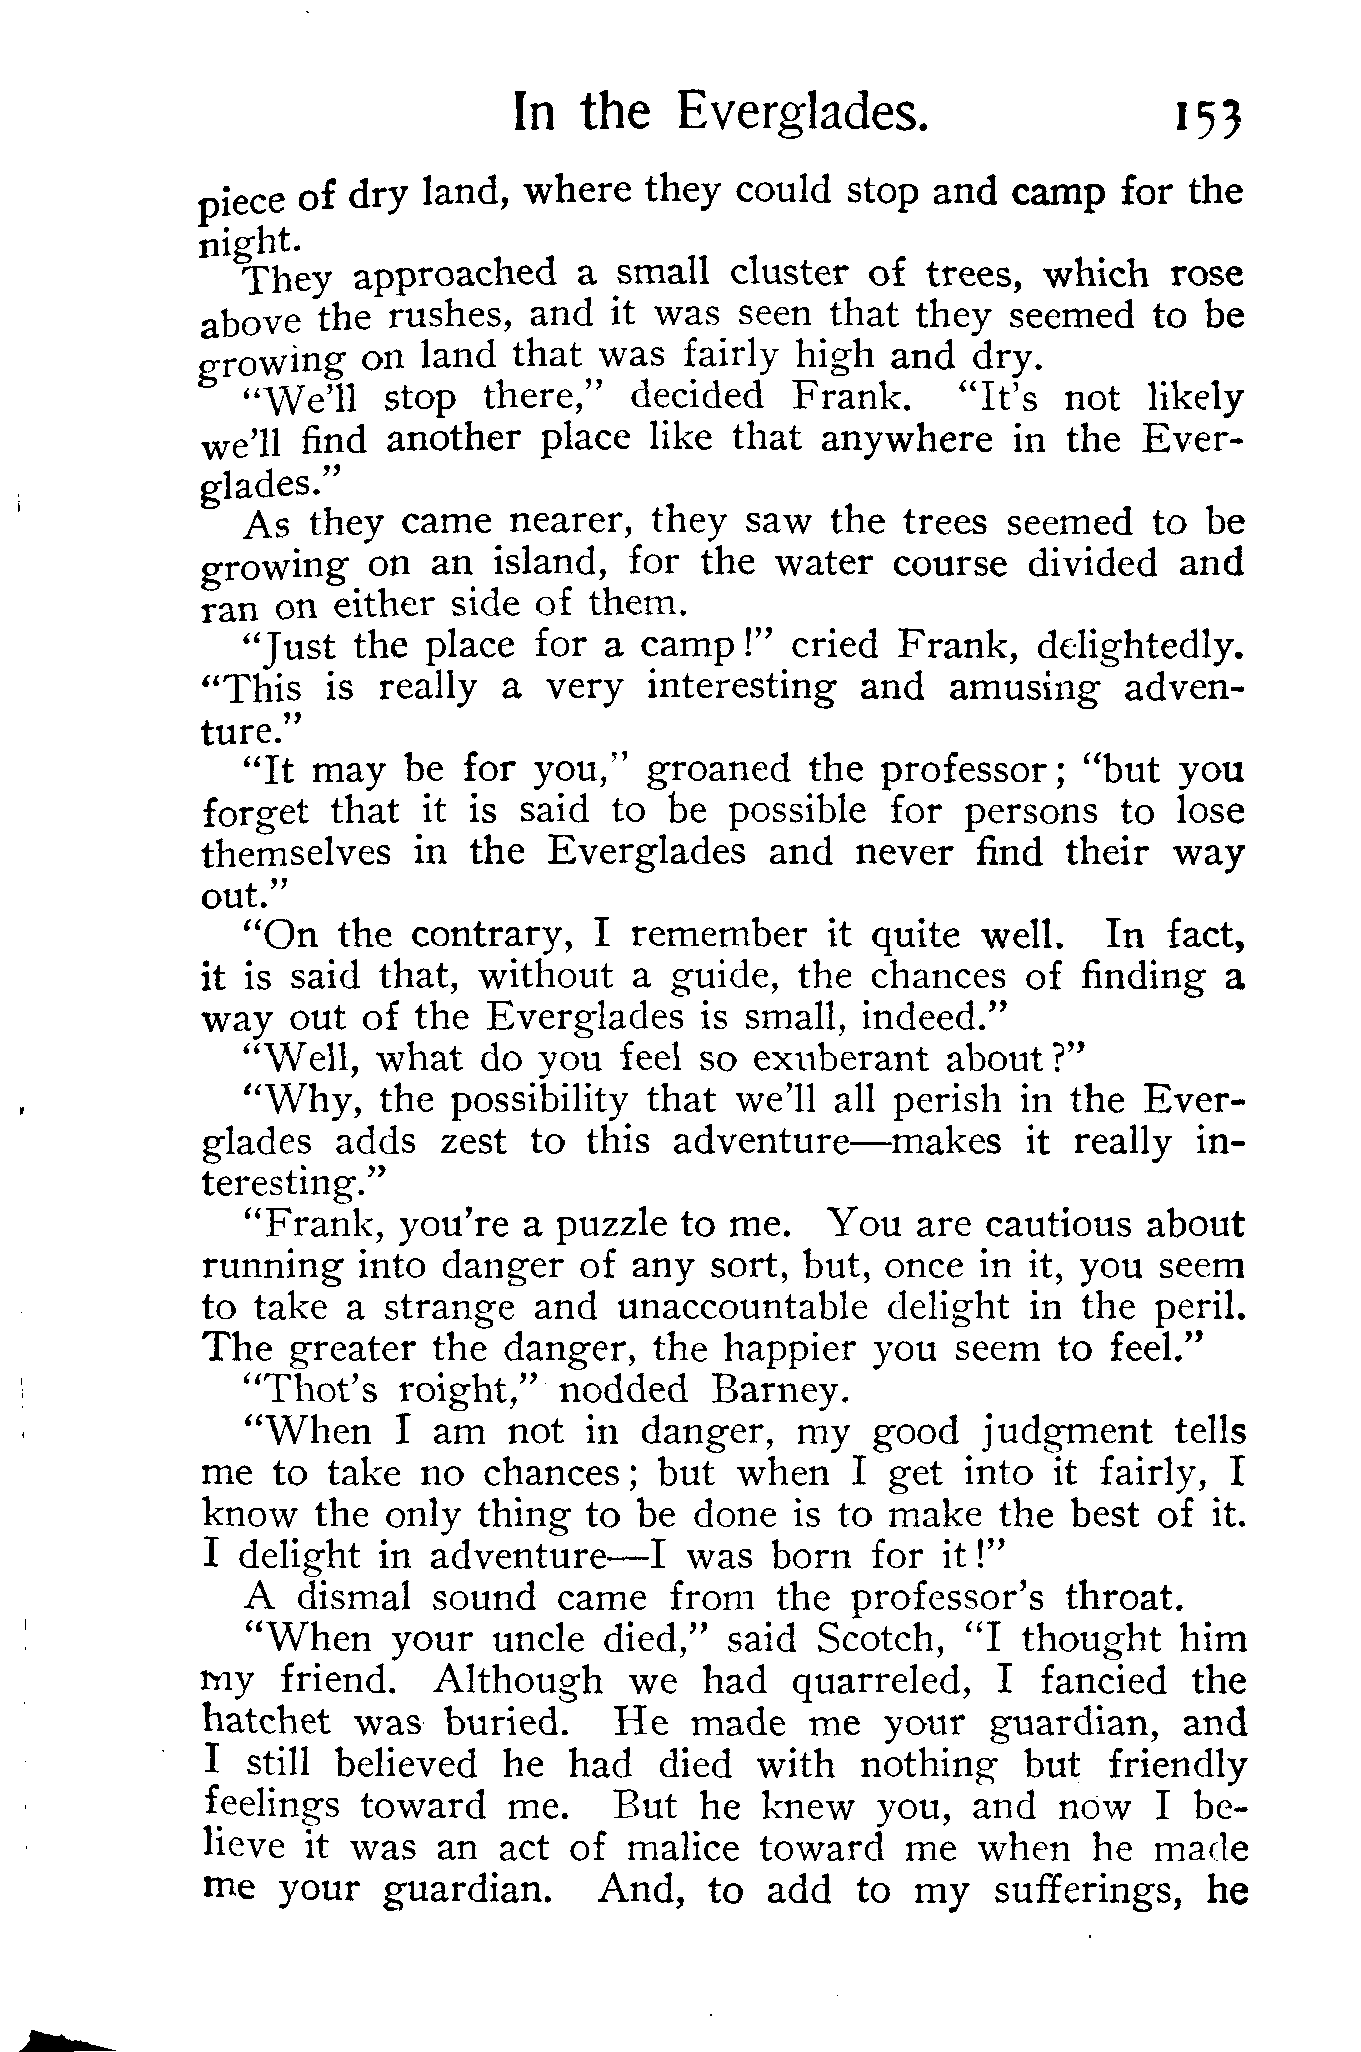 In the Everglades. 153
piece of dry land, where they could stop and camp for the
night.
They approached a small cluster of trees, which rose
above the rushes, and it was seen that they seemed to be
growing on land that was fairly high and dry.
“We’ll stop there,” decided Frank. “It’s not likely
we’ll find another place like that anywhere in the Ever-
glades.”
As they came nearer, they saw the trees seemed to be
growing on an island, for the water course divided and
ran on either side of them.
“Just the place for a camp!” cried Frank, delightedly.
“This is really a very interesting and amusing adven-
ture.”
“It may be for you,” groaned the professor; “but you
forget that it is said to be possible for persons to lose
themselves in the Everglades and never find their way
out.”
“On the contrary, I remember it quite well. In fact,
it is said that, without a guide, the chances of finding a
way out of the Everglades is small, indeed.”
“Well, what do you feel so exuberant about?”
“Why, the possibility that we’ll all perish in the Ever-
glades adds zest to this adventure—makes it really in-
teresting.”
“Frank, you’re a puzzle to me. You are cautious about
running into danger of any sort, but, once in it, you seem
to take a strange and unaccountable delight in the peril.
The greater the danger, the happier you seem to feel.”
“Thot’s roight,” nodded Barney.
“When I am not in danger, my good judgment tells
me to take no chances; but when I get into it fairly, I
know the only thing to be done is to make the best of it.
I delight in adventure—I was born for it!”
A dismal sound came from the professor’s throat.
“When your uncle died,” said Scotch, “I thought him
my friend. Although we had quarreled, I fancied the
hatchet was buried. He made me your guardian, and
I still believed he had died with nothing but friendly
feelings toward me. But he knew you, and now I be-
lieve it was an act of malice toward me when he made
me your guardian. And, to add to my sufferings, he